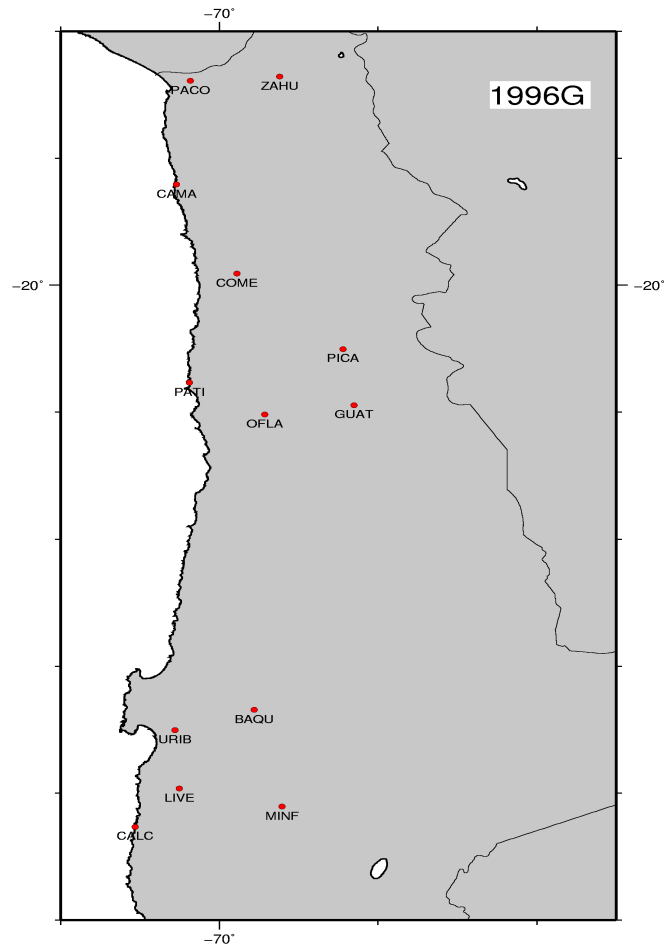 −70˚
PACO
ZAHU
1996G
CAMA
−20˚
COME
−20˚
PICA
PATI
GUAT
OFLA
BAQU
URIB
LIVE
MINF
CALC
−70˚